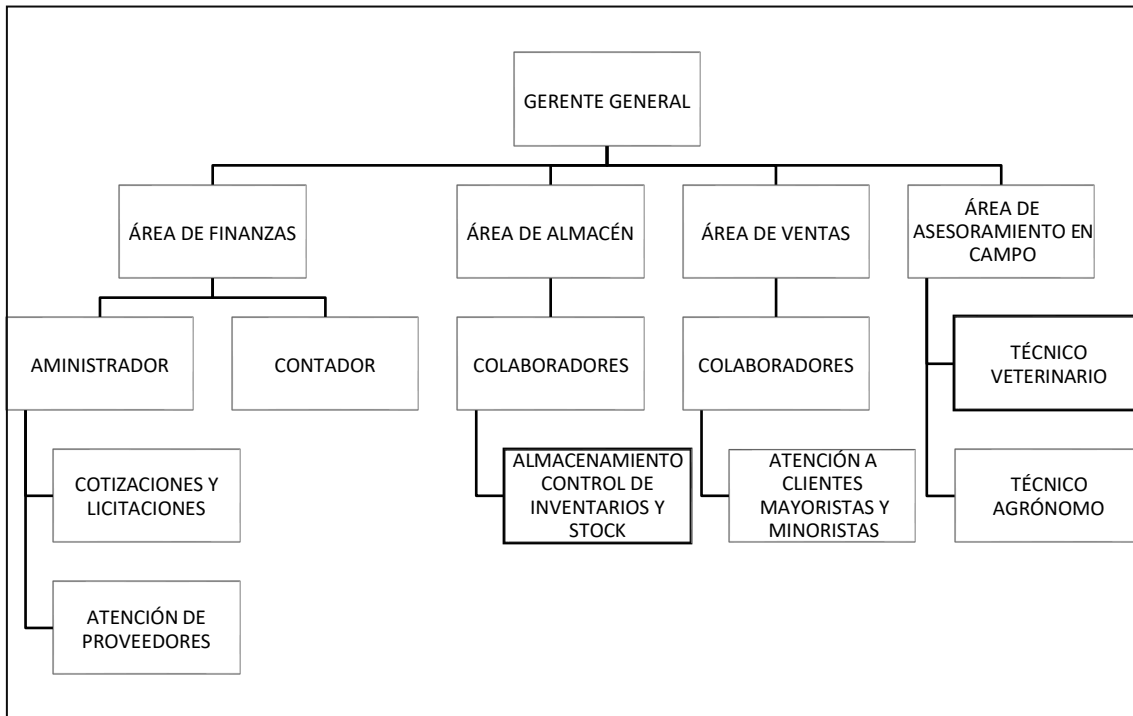 GERENTE GENERAL
ÁREA DE FINANZAS
ÁREA DE ALMACÉN
ÁREA DE VENTAS
ÁREA DE
ASESORAMIENTO EN
CAMPO
AMINISTRADOR
CONTADOR
COLABORADORES
COLABORADORES
TÉCNICO
VETERINARIO
COTIZACIONES Y
LICITACIONES
ALMACENAMIENTO
CONTROL DE
INVENTARIOS Y
STOCK
ATENCIÓN A
CLIENTES
MAYORISTAS Y
MINORISTAS
TÉCNICO
AGRÓNOMO
ATENCIÓN DE
PROVEEDORES